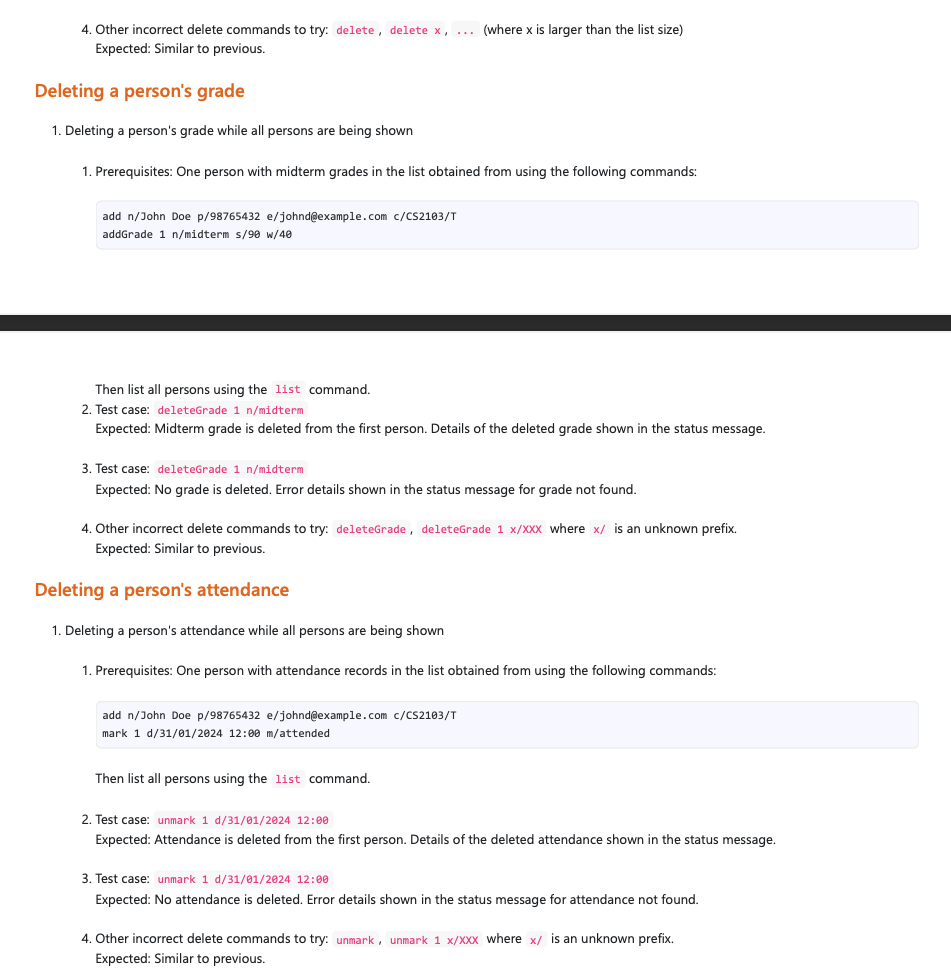 4. Other incorrect delete commands to try: delete, delete x, ... (where x is larger than the list size)
Expected: Similar to previous.
Deleting a person's grade
1. Deleting a person's grade while all persons are being shown
1. Prerequisites: One person with midterm grades in the list obtained from using the following commands:
add n/John Doe p/98765432 e/johnd@example.com c/CS2103/T
addGrade 1 n/midterm s/90 w/40
Then list all persons using the list command.
2. Test case: deleteGrade 1 n/midterm
Expected: Midterm grade is deleted from the first person. Details of the deleted grade shown in the status message.
3. Test case: deleteGrade 1 n/midterm
Expected: No grade is deleted. Error details shown in the status message for grade not found.
4. Other incorrect delete commands to try: deleteGrade, deleteGrade 1 x/XXX where x/ is an unknown prefix.
Expected: Similar to previous.
Deleting a person's attendance
1. Deleting a person's attendance while all persons are being shown
1. Prerequisites: One person with attendance records in the list obtained from using the following commands:
add n/John Doe p/98765432 e/johnd@example.com c/CS2103/T
mark 1 d/31/01/2024 12:00 m/attended
Then list all persons using the list command.
2. Test case: unmark 1 d/31/01/2024 12:00
Expected: Attendance is deleted from the first person. Details of the deleted attendance shown in the status message.
3. Test case: unmark 1 d/31/01/2024 12:00
Expected: No attendance is deleted. Error details shown in the status message for attendance not found.
4. Other incorrect delete commands to try: unmark, unmark 1 x/XXX where x/ is an unknown prefix.
Expected: Similar to previous.